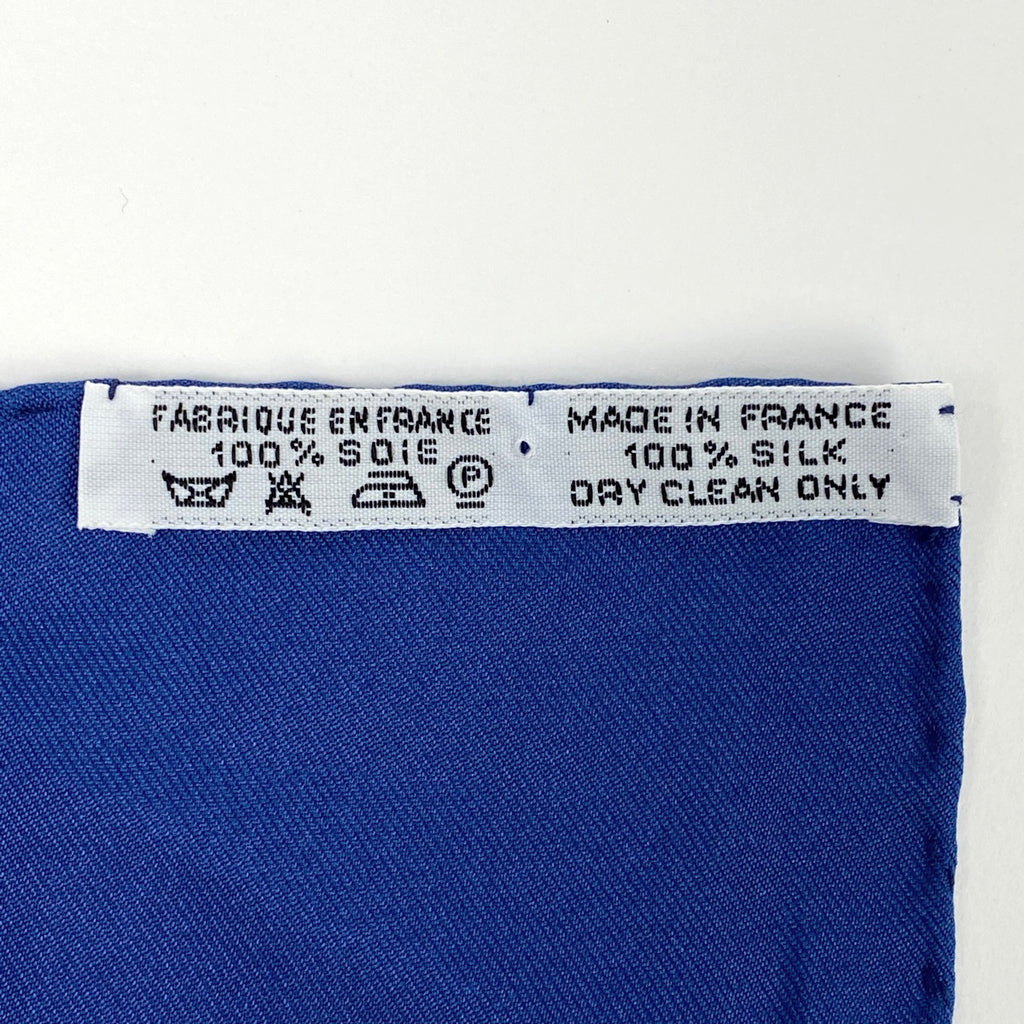 FABRIQUE EN FRANCE
100% SOIE
P
MADE IN FRANCE
100% SILK
DRY CLEAN ONLY